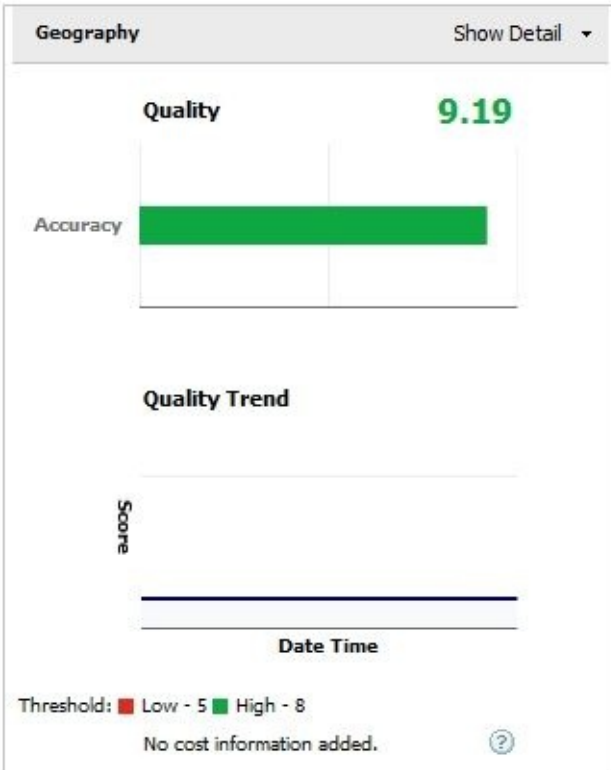 Geography Show Detail
Quality 9.19
Accuracy
Quality Trend
Score
Date Time
Threshold: Low - 5 High - 8
No cost information added. ?